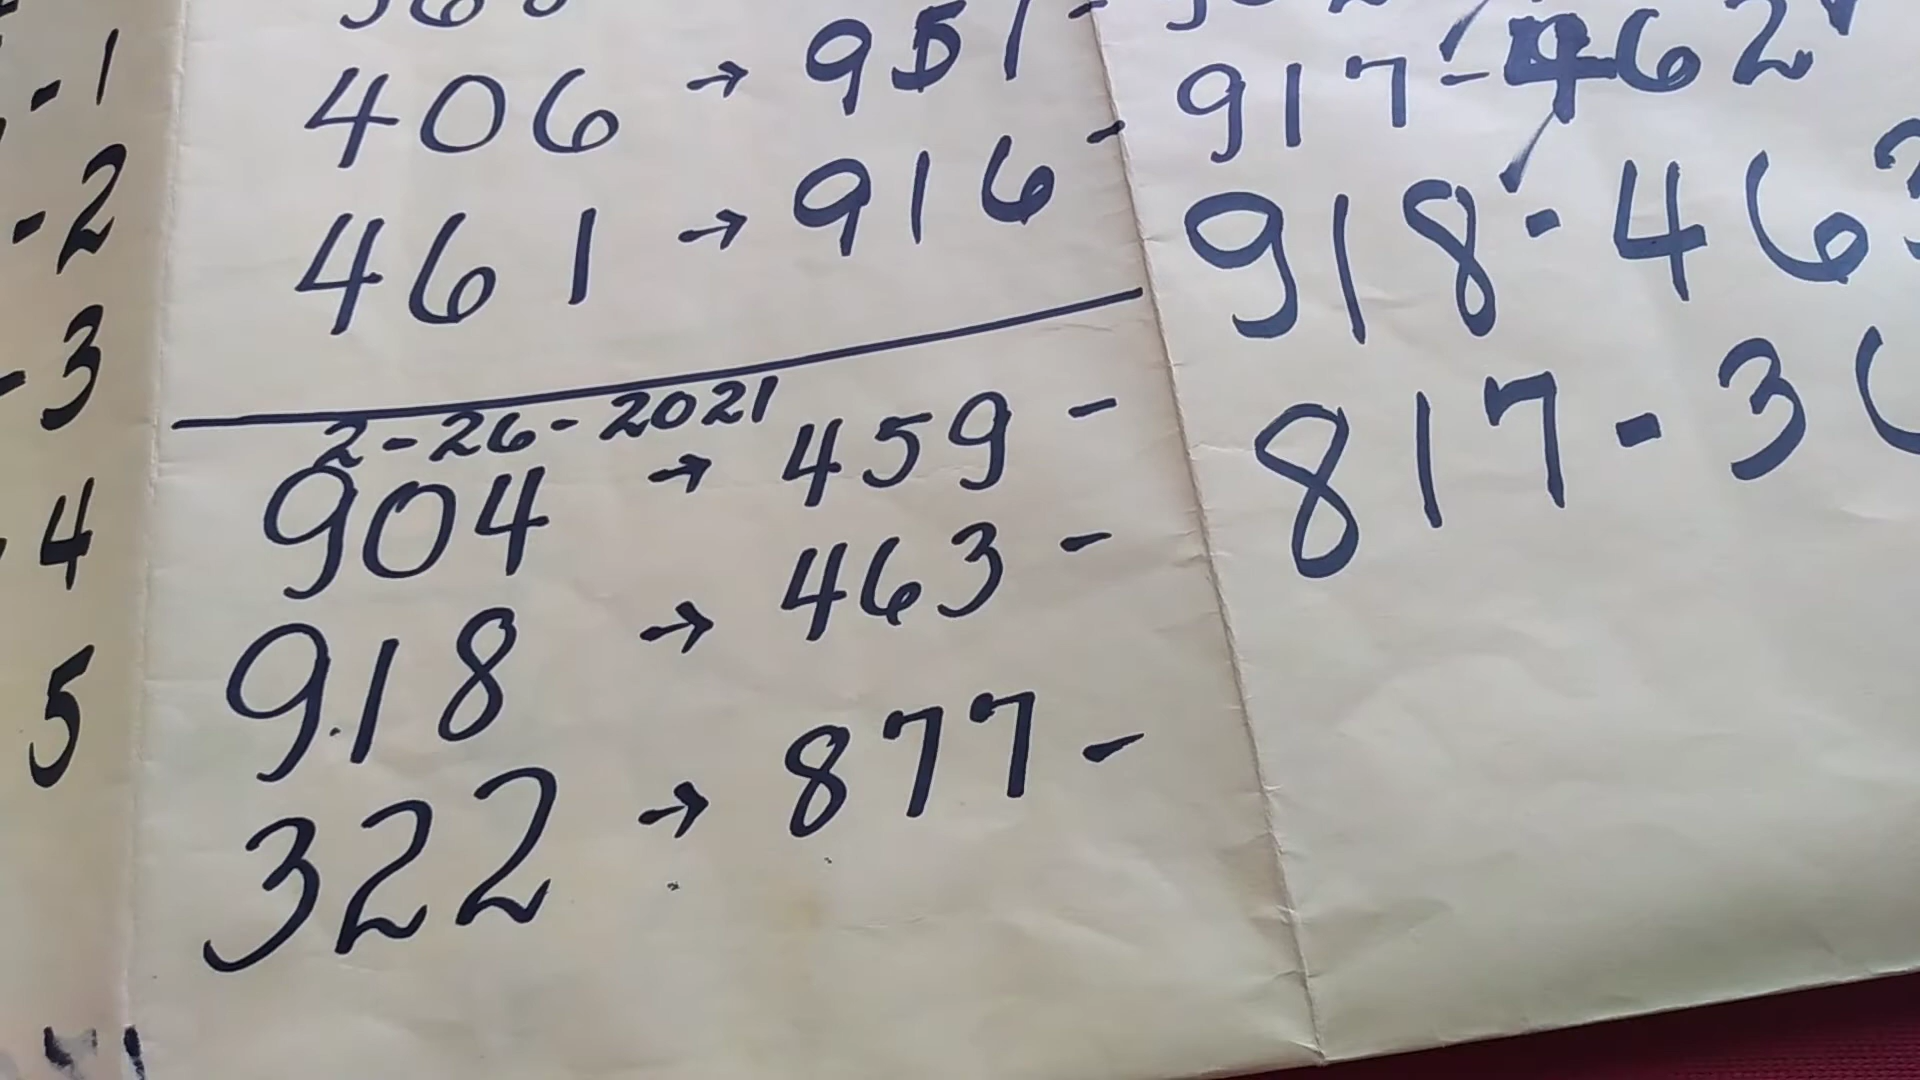 -1
-2
-3
4
5
406 → 951-
461 → 916-
2-26-2021
904 → 459-
918 → 463-
322 → 877-
917-462
918-463
817-3